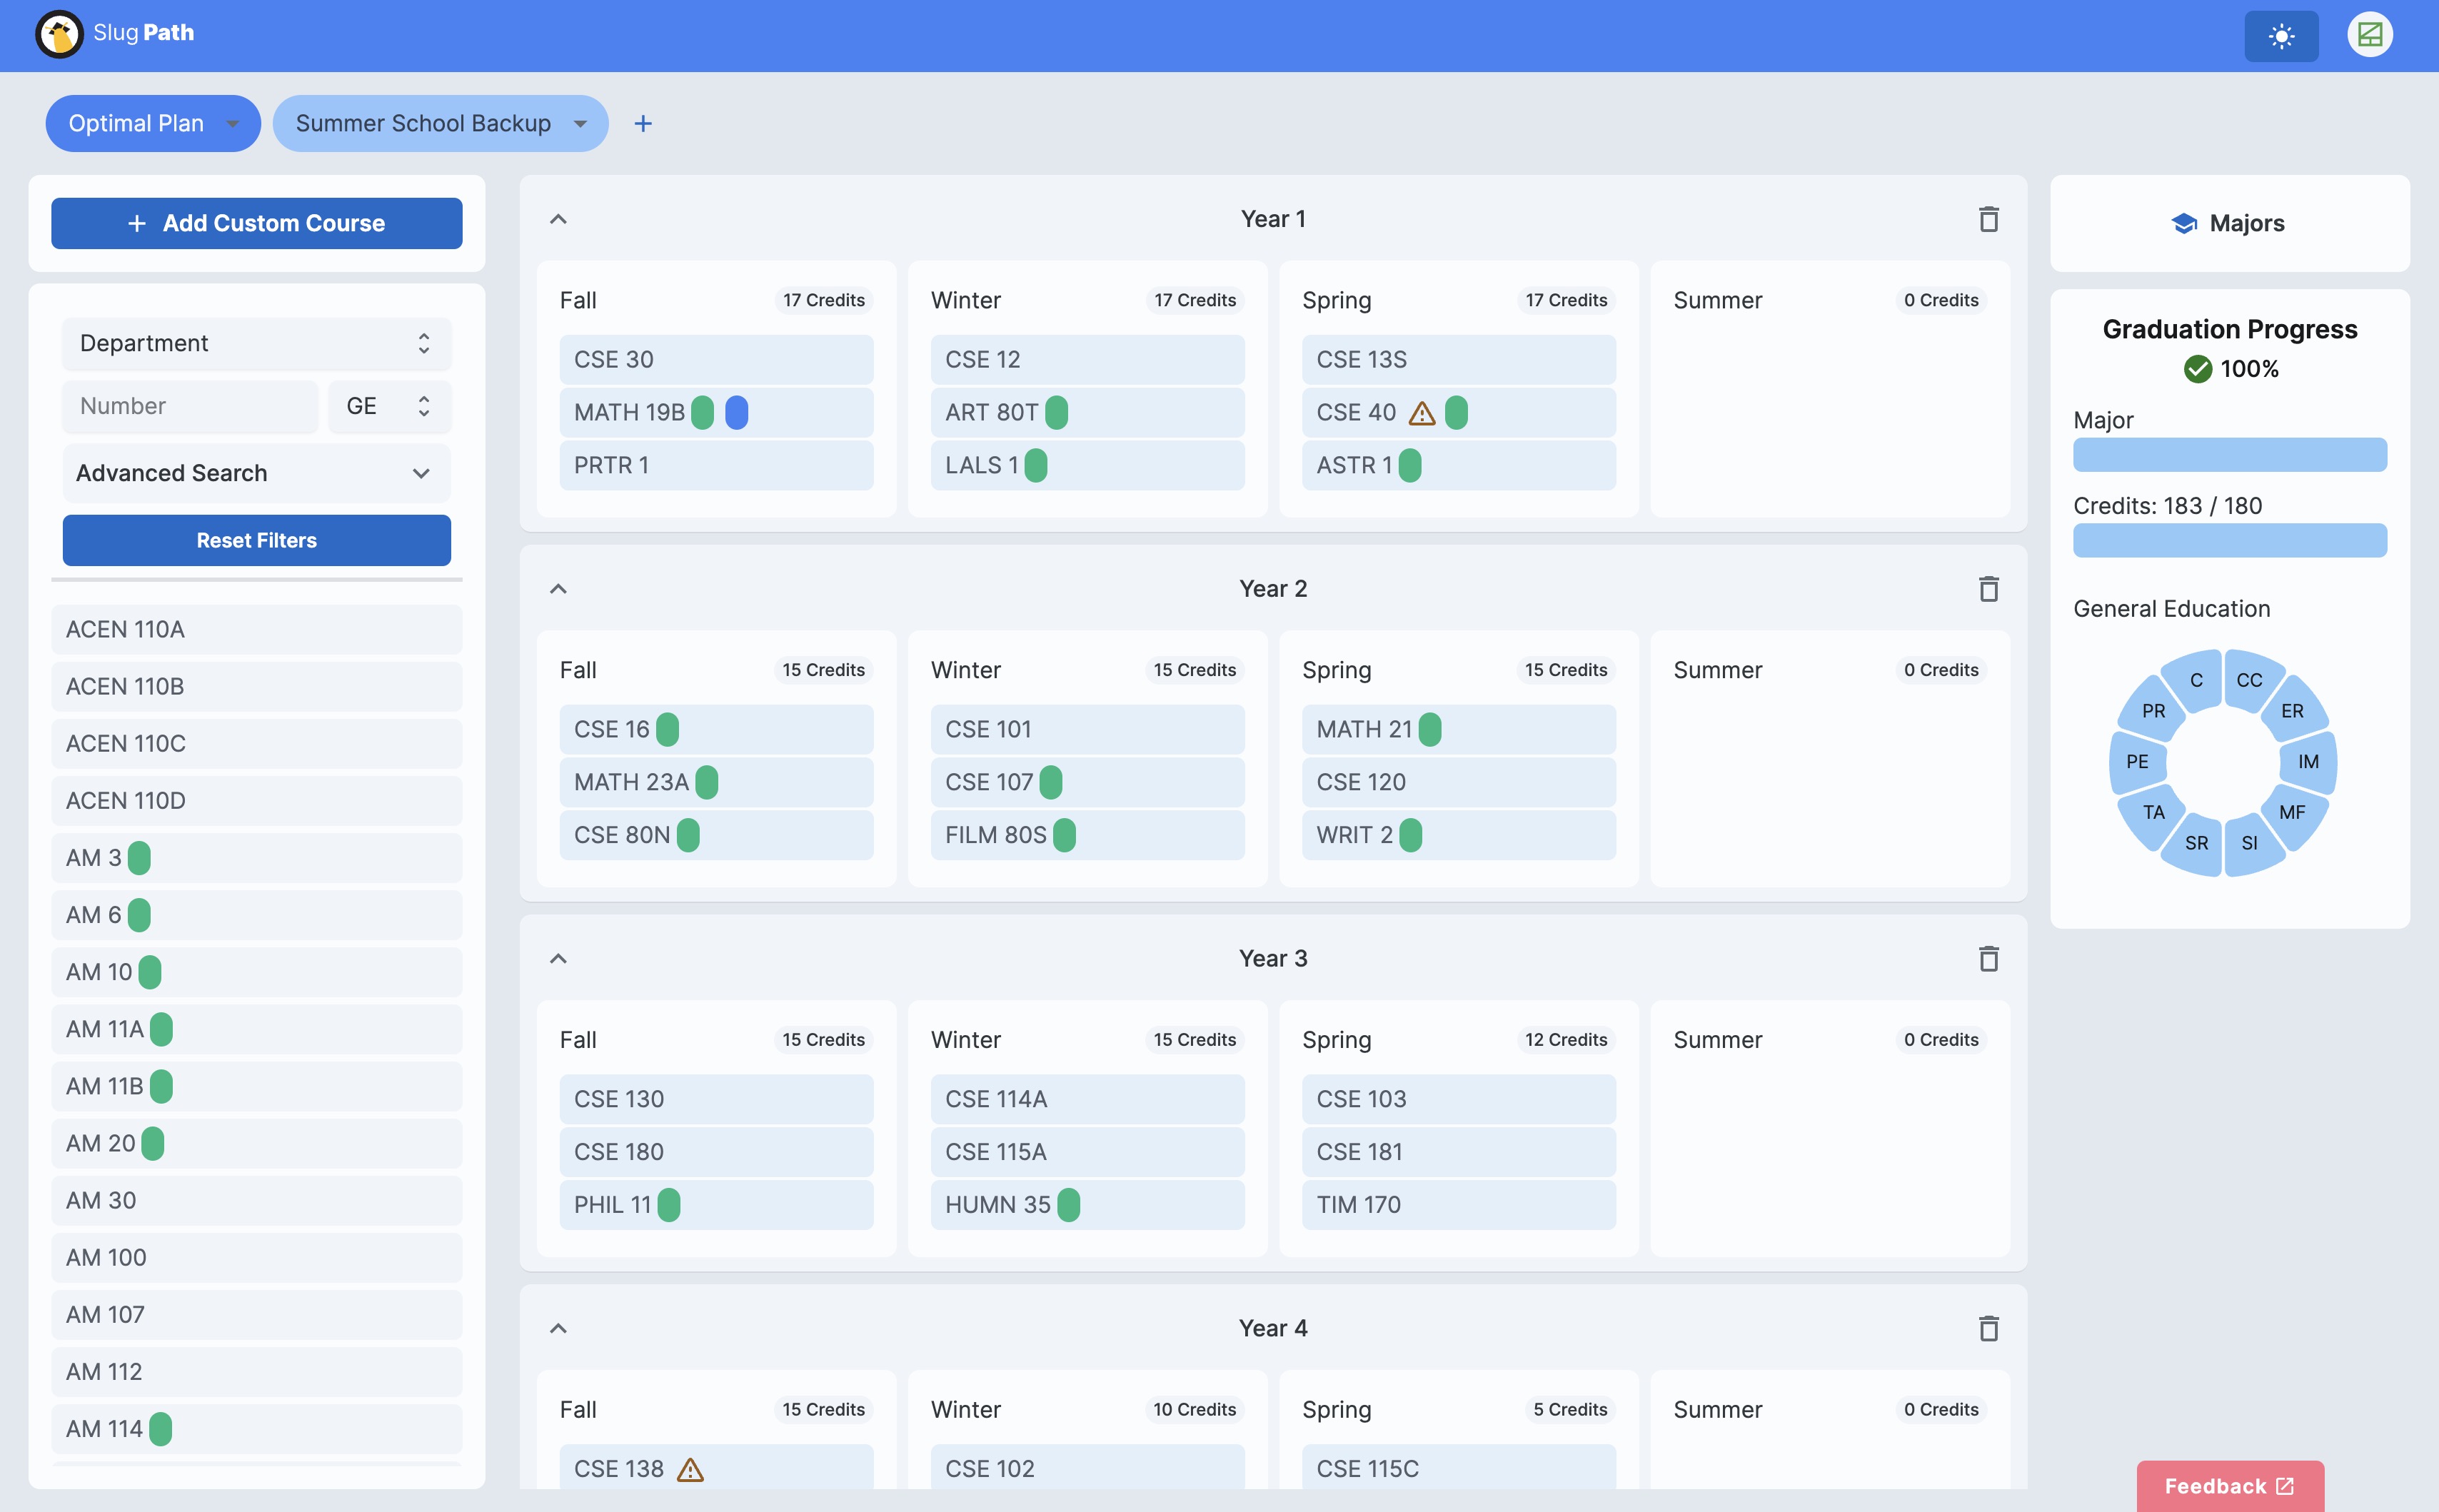 Slug Path
Optimal Plan
Summer School Backup
+
+ Add Custom Course
Department
Number
GE
Advanced Search
Reset Filters
ACEN 110A
ACEN 110B
ACEN 110C
ACEN 110D
AM 3
AM 6
AM 10
AM 11A
AM 11B
AM 20
AM 30
AM 100
AM 107
AM 112
AM 114
Year 1
Fall
17 Credits
CSE 30
MATH 19B
PRTR 1
Winter
17 Credits
CSE 12
ART 80T
LALS 1
Spring
17 Credits
CSE 13S
CSE 40
ASTR 1
Summer
0 Credits
Year 2
Fall
15 Credits
CSE 16
MATH 23A
CSE 80N
Winter
15 Credits
CSE 101
CSE 107
FILM 80S
Spring
15 Credits
MATH 21
CSE 120
WRIT 2
Summer
0 Credits
Year 3
Fall
15 Credits
CSE 130
CSE 180
PHIL 11
Winter
15 Credits
CSE 114A
CSE 115A
HUMN 35
Spring
12 Credits
CSE 103
CSE 181
TIM 170
Summer
0 Credits
Year 4
Fall
15 Credits
CSE 138
Winter
10 Credits
CSE 102
Spring
5 Credits
CSE 115C
Summer
0 Credits
Majors
Graduation Progress
100%
Major
Credits: 183 / 180
General Education
C
CC
PR
ER
PE
IM
TA
MF
SR
SI
Feedback